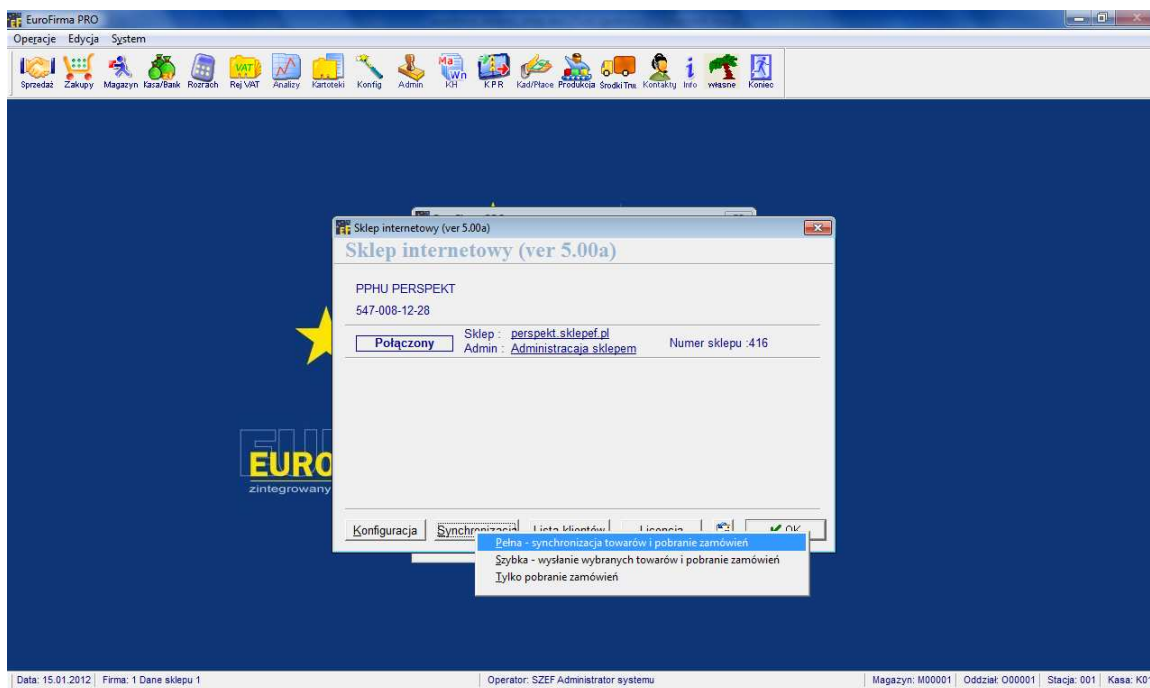 EuroFirma PRO
Operacje Edycja System
Sprzedaż Zakupy Magazyn Kasa/Bank Rozrach Rej VAT Analizy Kartoteki Konfig Admin KH KPR Kad/Płace Produkcja Środki Trw. Kontakty Info Własne Koniec
Sklep internetowy (ver 5.00a)
Sklep internetowy (ver 5.00a)
PPHU PERSPEKT
547-008-12-28
Połączony
Sklep : perspekt.sklepef.pl
Admin : Administracaja sklepem
Numer sklepu :416
EURO
zintegrowany
Konfiguracja Synchronizacja Lista klientów Licencja OK
Pełna - synchronizacja towarów i pobranie zamówień
Szybka - wysłanie wybranych towarów i pobranie zamówień
Tylko pobranie zamówień
Data: 15.01.2012 Firma: 1 Dane sklepu 1 Operator: SZEF Administrator systemu Magazyn: M00001 Oddział: O00001 Stacja: 001 Kasa: K01